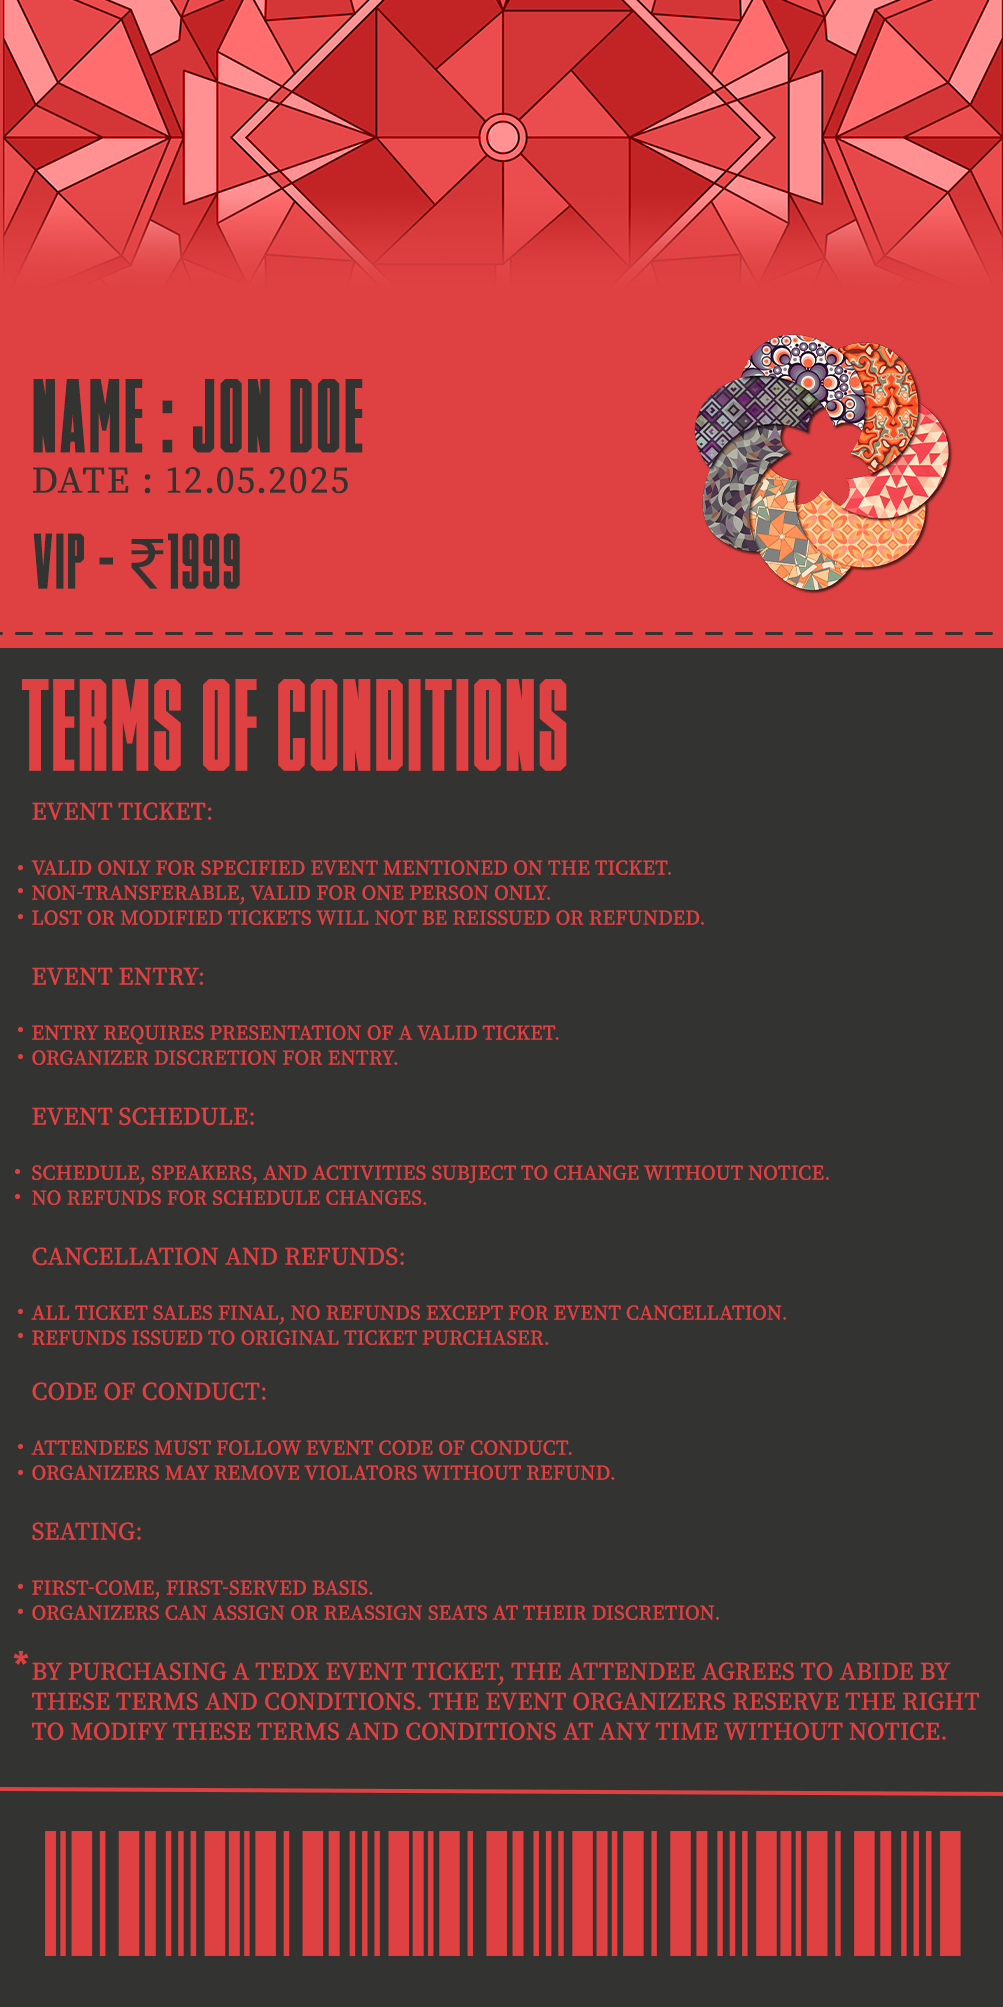 NAME : JON DOE
DATE : 12.05.2025
VIP - ₹1999
TERMS OF CONDITIONS
EVENT TICKET:
• VALID ONLY FOR SPECIFIED EVENT MENTIONED ON THE TICKET.
• NON-TRANSFERABLE, VALID FOR ONE PERSON ONLY.
• LOST OR MODIFIED TICKETS WILL NOT BE REISSUED OR REFUNDED.
EVENT ENTRY:
• ENTRY REQUIRES PRESENTATION OF A VALID TICKET.
• ORGANIZER DISCRETION FOR ENTRY.
EVENT SCHEDULE:
• SCHEDULE, SPEAKERS, AND ACTIVITIES SUBJECT TO CHANGE WITHOUT NOTICE.
• NO REFUNDS FOR SCHEDULE CHANGES.
CANCELLATION AND REFUNDS:
• ALL TICKET SALES FINAL, NO REFUNDS EXCEPT FOR EVENT CANCELLATION.
• REFUNDS ISSUED TO ORIGINAL TICKET PURCHASER.
CODE OF CONDUCT:
• ATTENDEES MUST FOLLOW EVENT CODE OF CONDUCT.
• ORGANIZERS MAY REMOVE VIOLATORS WITHOUT REFUND.
SEATING:
• FIRST-COME, FIRST-SERVED BASIS.
• ORGANIZERS CAN ASSIGN OR REASSIGN SEATS AT THEIR DISCRETION.
* BY PURCHASING A TEDX EVENT TICKET, THE ATTENDEE AGREES TO ABIDE BY
THESE TERMS AND CONDITIONS. THE EVENT ORGANIZERS RESERVE THE RIGHT
TO MODIFY THESE TERMS AND CONDITIONS AT ANY TIME WITHOUT NOTICE.